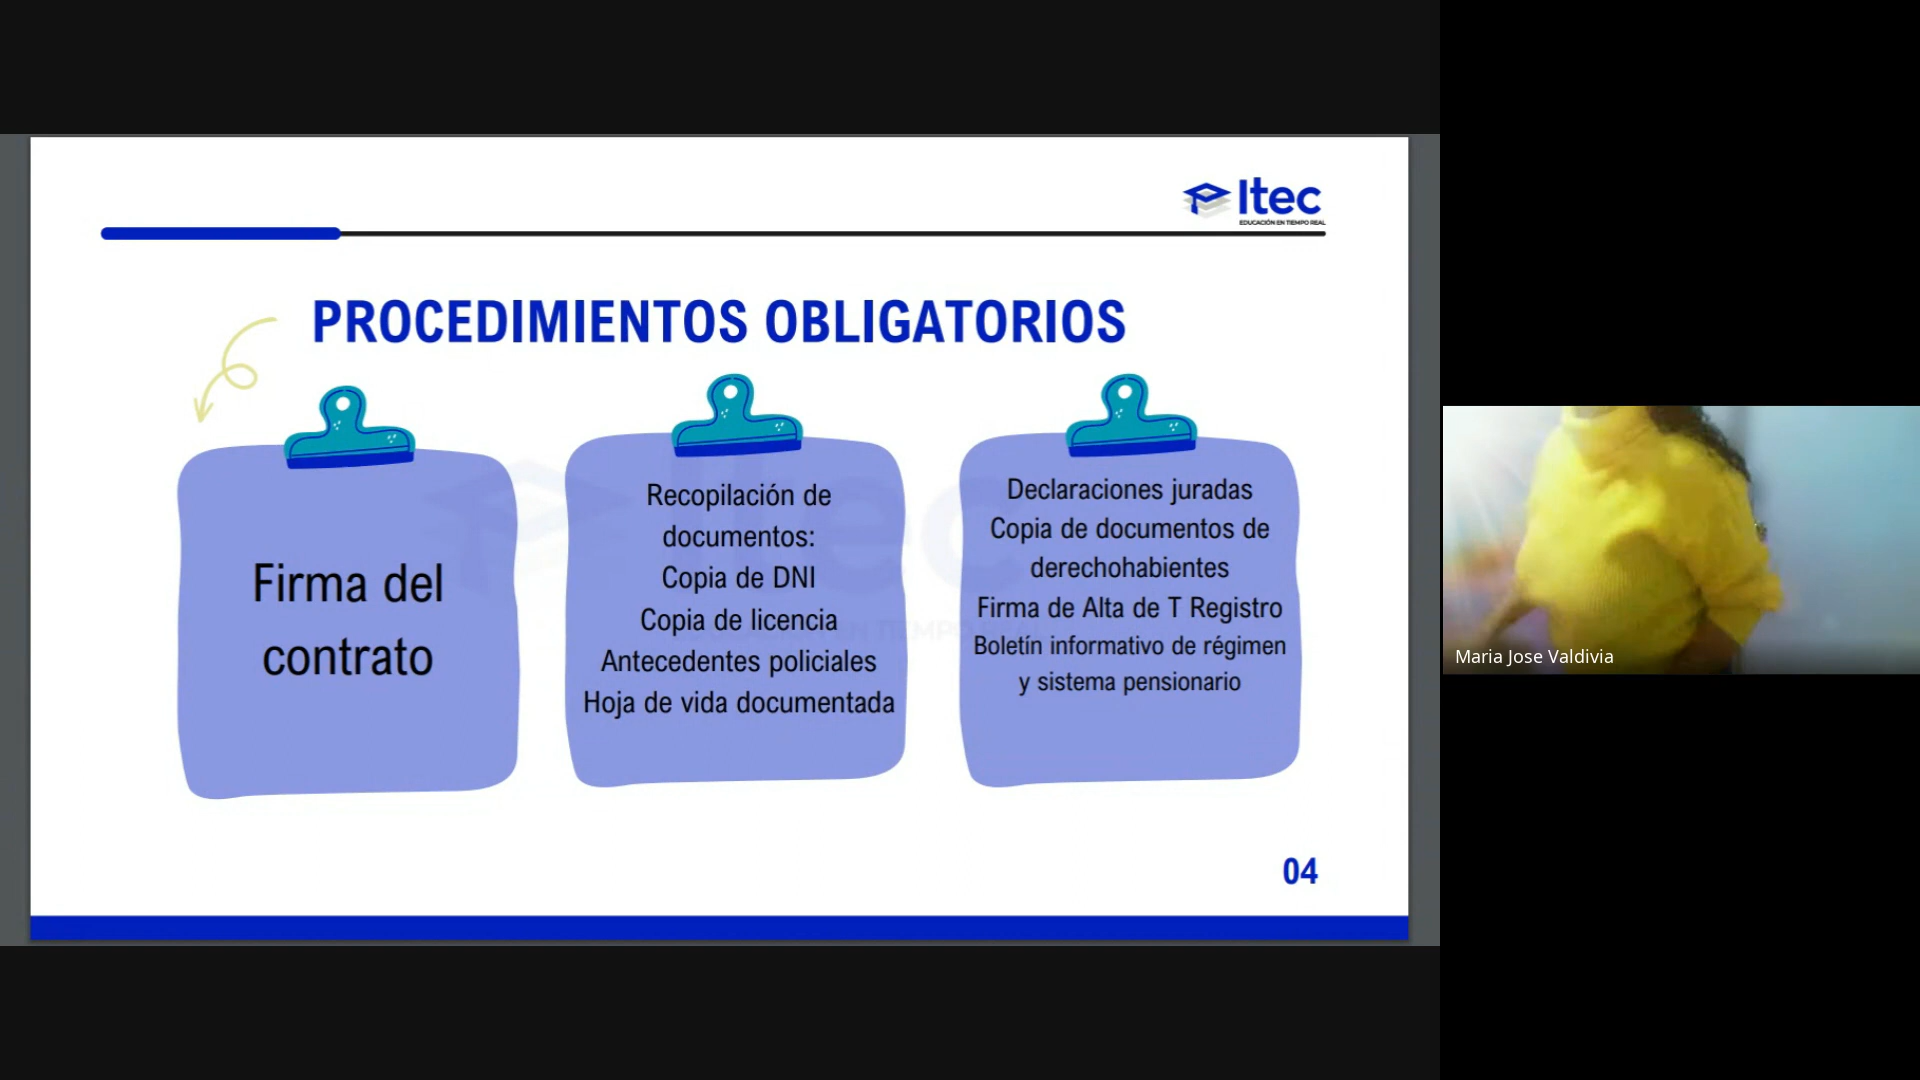 Itec
EDUCACIÓN EN TIEMPO REAL
PROCEDIMIENTOS OBLIGATORIOS
Firma del
contrato
Recopilación de
documentos:
Copia de DNI
Copia de licencia
Antecedentes policiales
Hoja de vida documentada
Declaraciones juradas
Copia de documentos de
derechohabientes
Firma de Alta de T Registro
Boletín informativo de régimen
y sistema pensionario
04
Maria Jose Valdivia